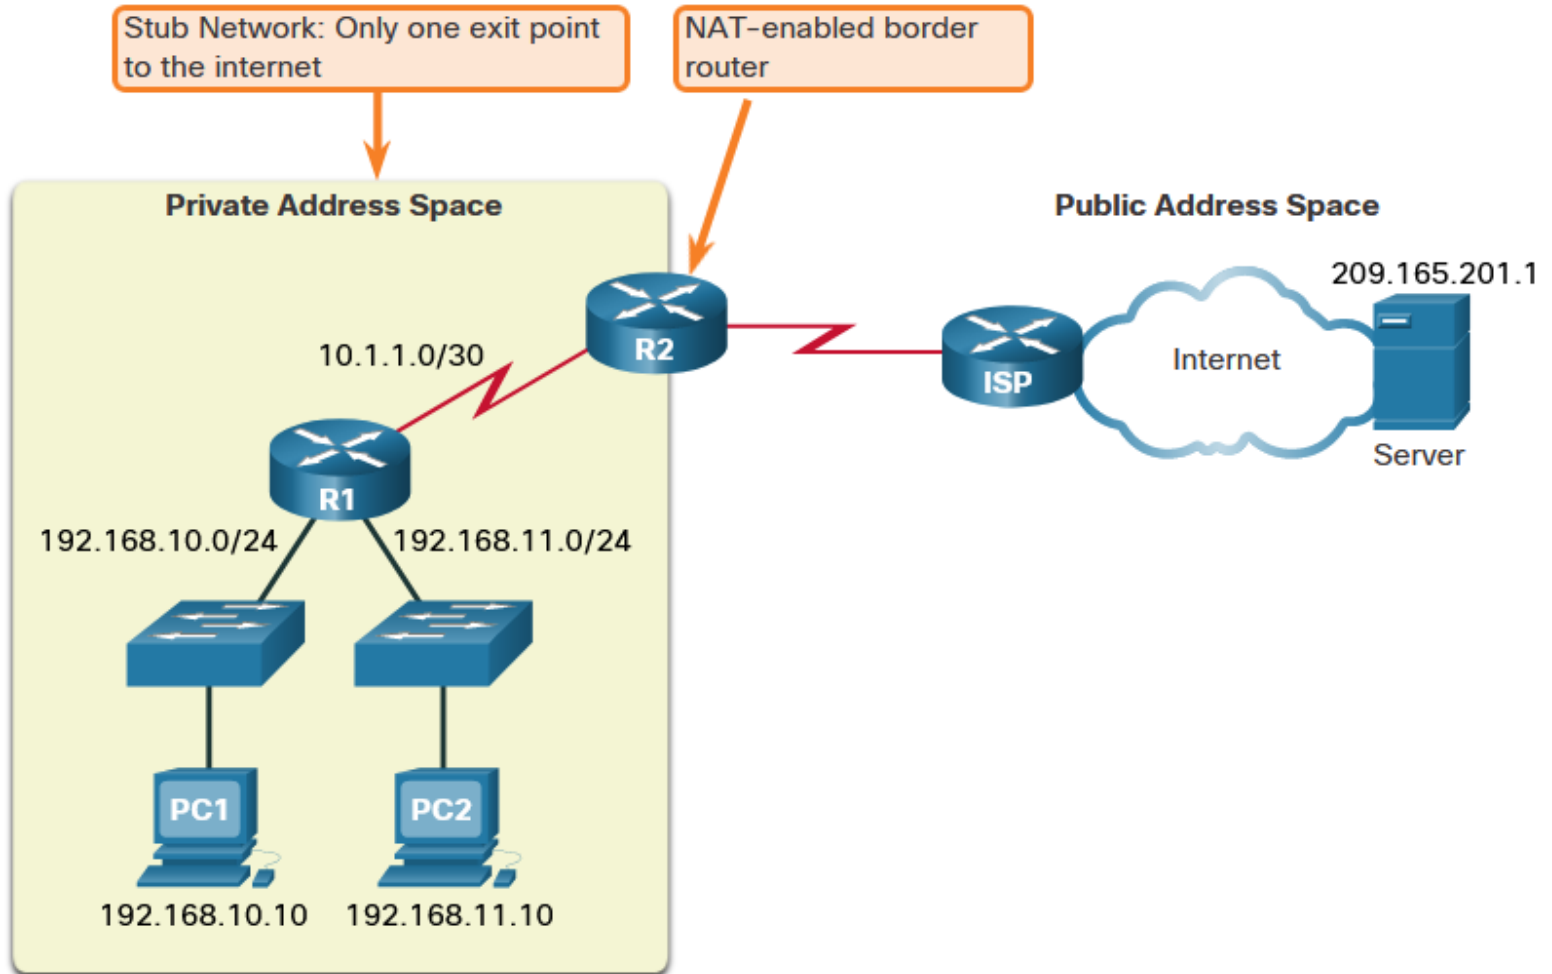 Stub Network: Only one exit point
to the internet
NAT-enabled border
router
Private Address Space
Public Address Space
209.165.201.1
R2
10.1.1.0/30
Internet
ISP
Server
R1
192.168.10.0/24
192.168.11.0/24
PC1
PC2
192.168.10.10
192.168.11.10